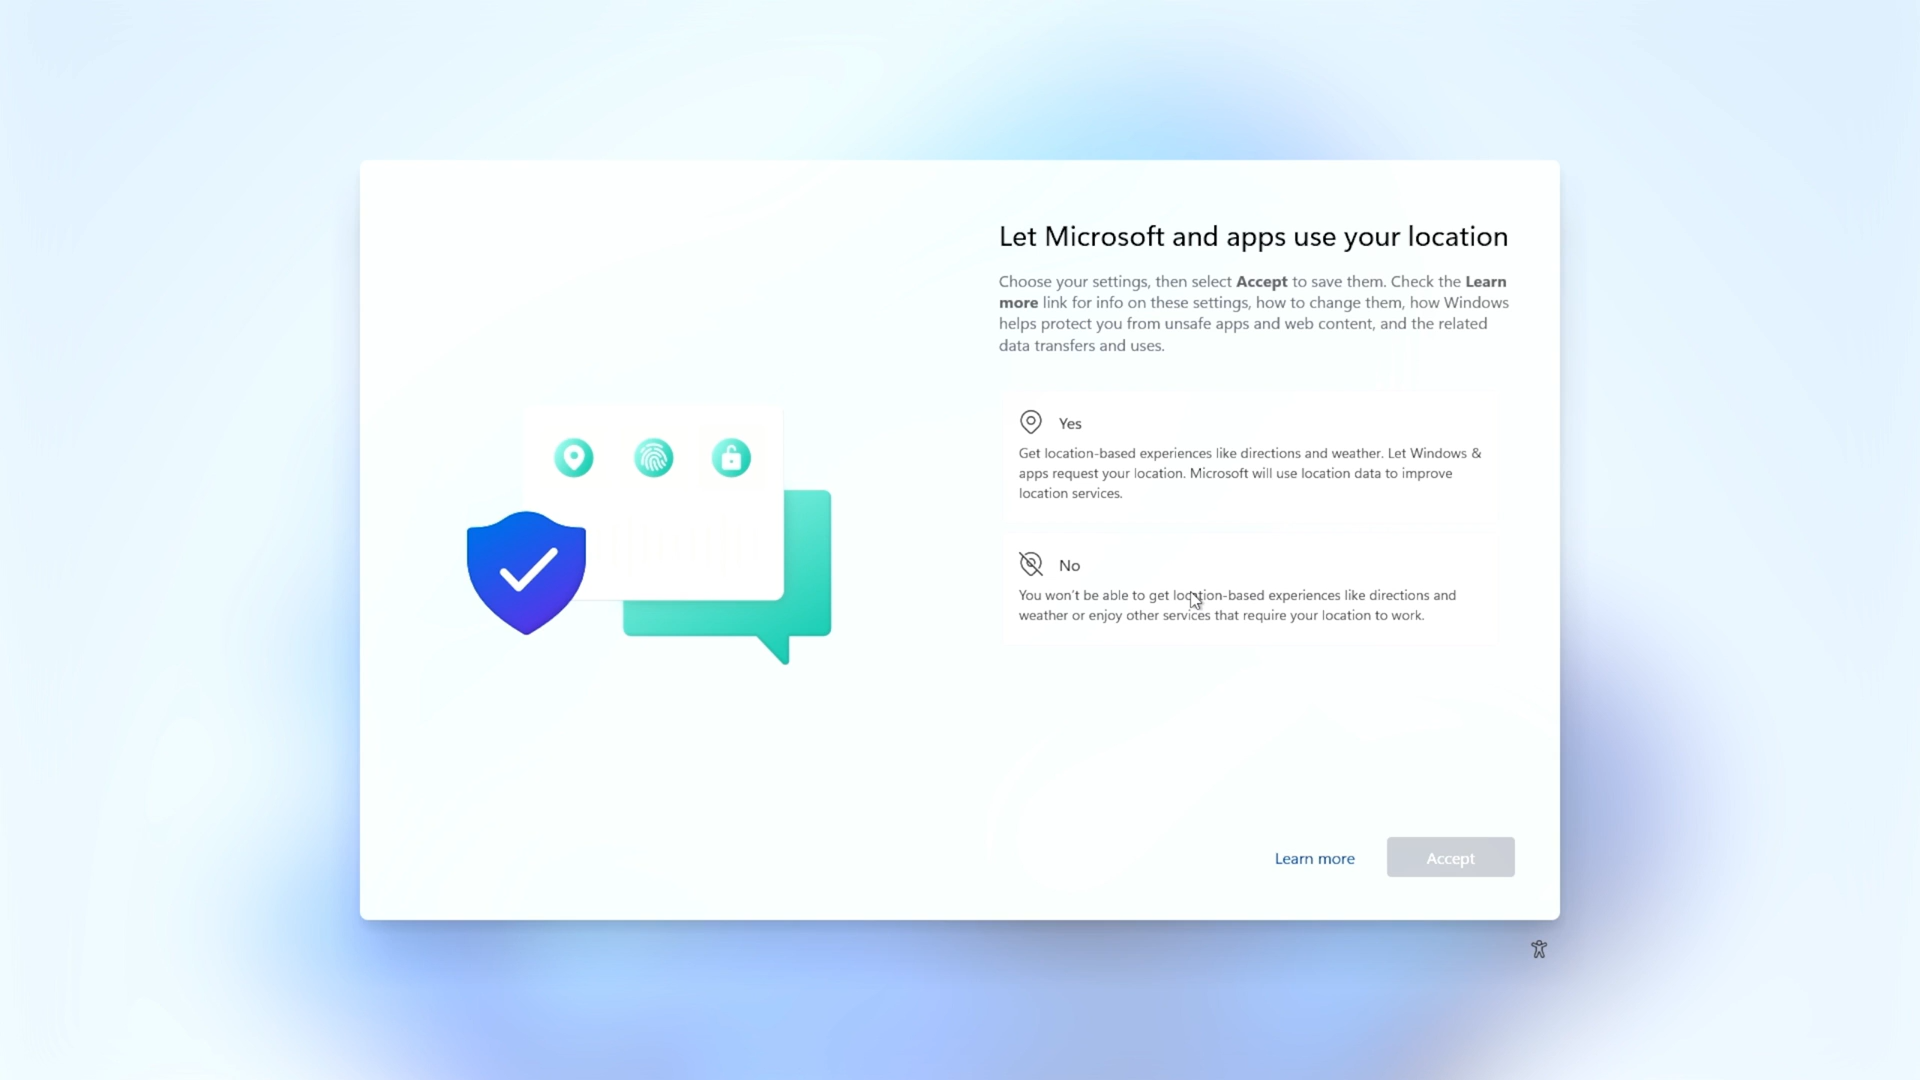 Let Microsoft and apps use your location
Choose your settings, then select Accept to save them. Check the Learn
more link for info on these settings, how to change them, how Windows
helps protect you from unsafe apps and web content, and the related
data transfers and uses.
Yes
Get location-based experiences like directions and weather. Let Windows &
apps request your location. Microsoft will use location data to improve
location services.
No
You won't be able to get location-based experiences like directions and
weather or enjoy other services that require your location to work.
Learn more
Accept